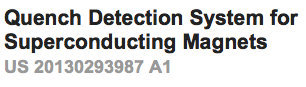 Quench Detection System for
Superconducting Magnets
US 20130293987 A1